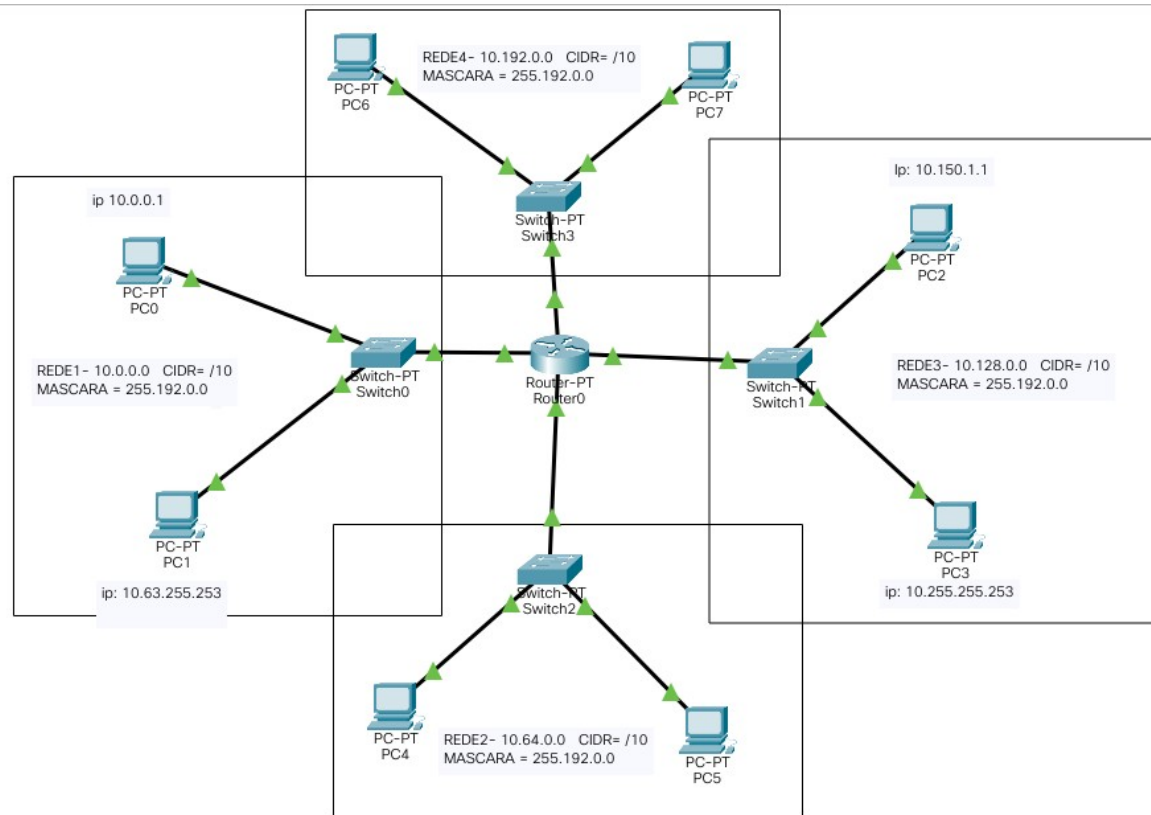 PC-PT
PC6
REDE4- 10.192.0.0 CIDR= /10
MASCARA = 255.192.0.0
PC-PT
PC7
Switch-PT
Switch3
ip 10.0.0.1
PC-PT
PC0
REDE1- 10.0.0.0 CIDR= /10
MASCARA = 255.192.0.0
Switch-PT
Switch0
PC-PT
PC1
ip: 10.63.255.253
Router-PT
Router0
Ip: 10.150.1.1
PC-PT
PC2
Switch-PT
Switch1
REDE3- 10.128.0.0 CIDR= /10
MASCARA = 255.192.0.0
PC-PT
PC3
ip: 10.255.255.253
Switch-PT
Switch2
PC-PT
PC4
REDE2- 10.64.0.0 CIDR= /10
MASCARA = 255.192.0.0
PC-PT
PC5